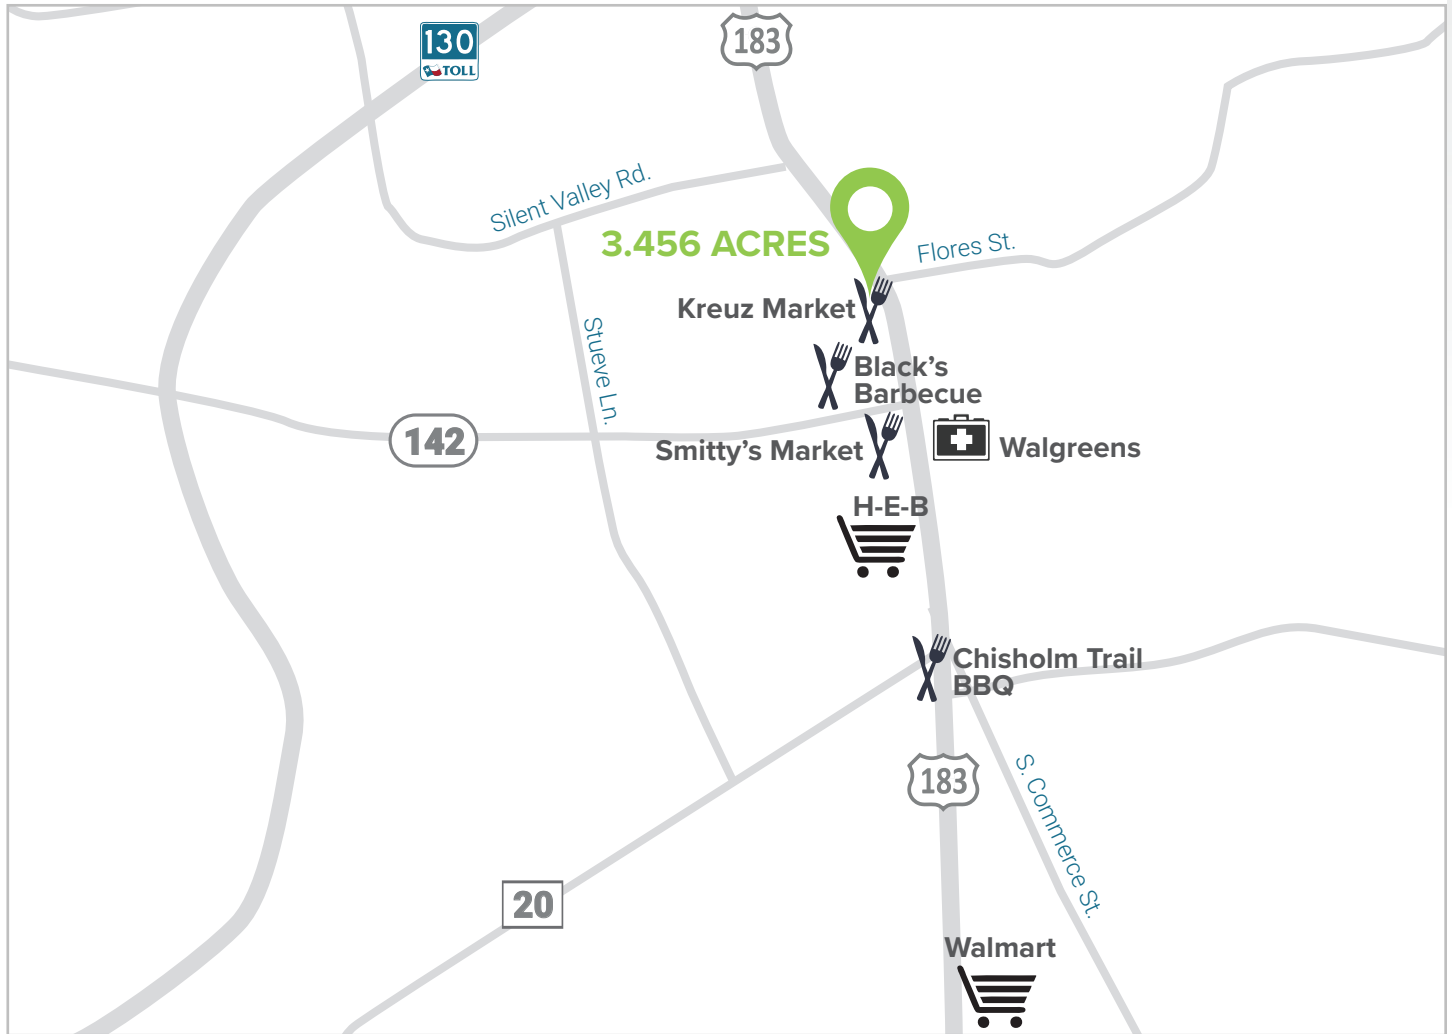 130
TOLL
183
Silent Valley Rd.
3.456 ACRES
Flores St.
Kreuz Market
Stueve Ln.
Black's
Barbecue
142
Smitty's Market
Walgreens
H-E-B
Chisholm Trail
BBQ
183
S. Commerce St.
20
Walmart